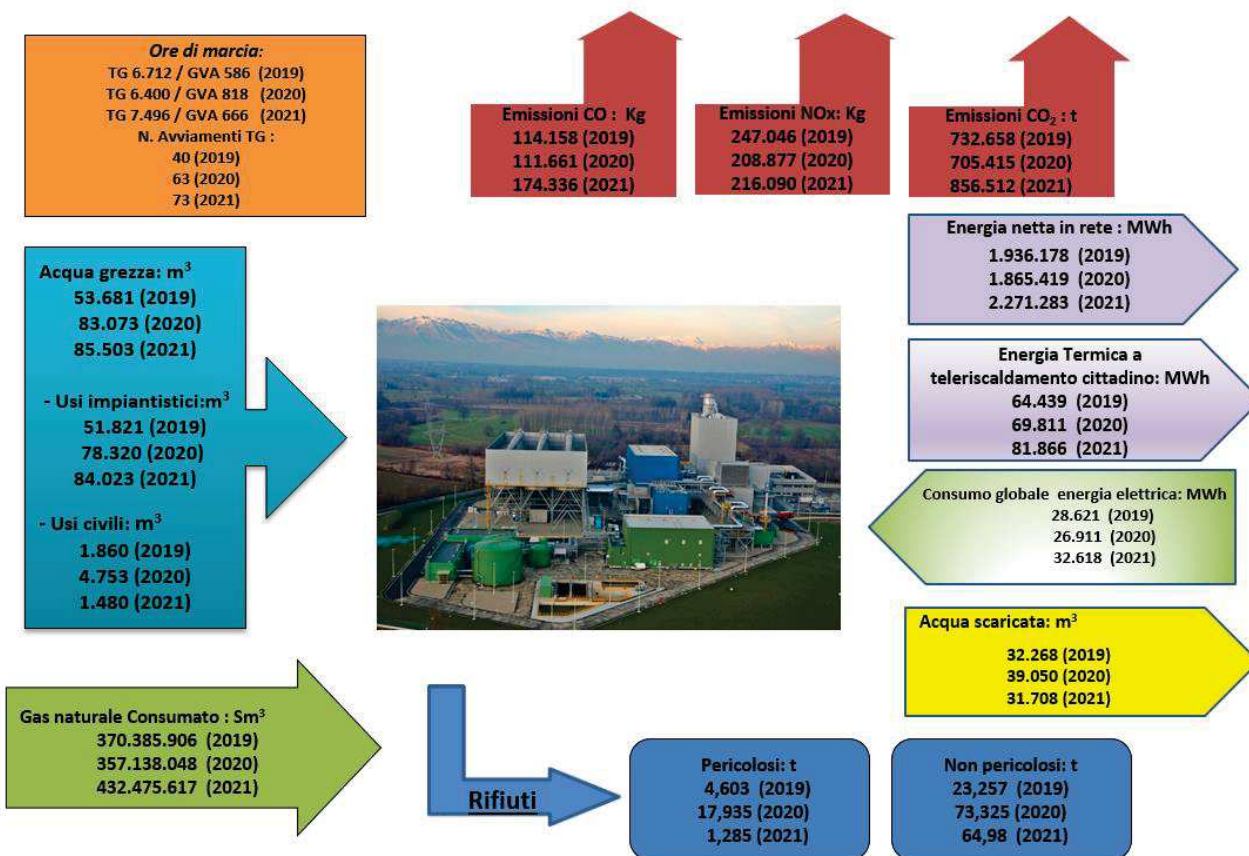 Ore di marcia:
TG 6.712 / GVA 586 (2019)
TG 6.400 / GVA 818 (2020)
TG 7.496 / GVA 666 (2021)
N. Avviamenti TG :
40 (2019)
63 (2020)
73 (2021)
Emissioni CO : Kg
114.158 (2019)
111.661 (2020)
174.336 (2021)
Emissioni NOx: Kg
247.046 (2019)
208.877 (2020)
216.090 (2021)
Emissioni CO₂ : t
732.658 (2019)
705.415 (2020)
856.512 (2021)
Acqua grezza: m³
53.681 (2019)
83.073 (2020)
85.503 (2021)
- Usi impiantistici:m³
51.821 (2019)
78.320 (2020)
84.023 (2021)
- Usi civili: m³
1.860 (2019)
4.753 (2020)
1.480 (2021)
Energia netta in rete : MWh
1.936.178 (2019)
1.865.419 (2020)
2.271.283 (2021)
Energia Termica a
teleriscaldamento cittadino: MWh
64.439 (2019)
69.811 (2020)
81.866 (2021)
Consumo globale energia elettrica: MWh
28.621 (2019)
26.911 (2020)
32.618 (2021)
Acqua scaricata: m³
32.268 (2019)
39.050 (2020)
31.708 (2021)
Gas naturale Consumato : Sm³
370.385.906 (2019)
357.138.048 (2020)
432.475.617 (2021)
Rifiuti
Pericolosi: t
4,603 (2019)
17,935 (2020)
1,285 (2021)
Non pericolosi: t
23,257 (2019)
73,325 (2020)
64,98 (2021)